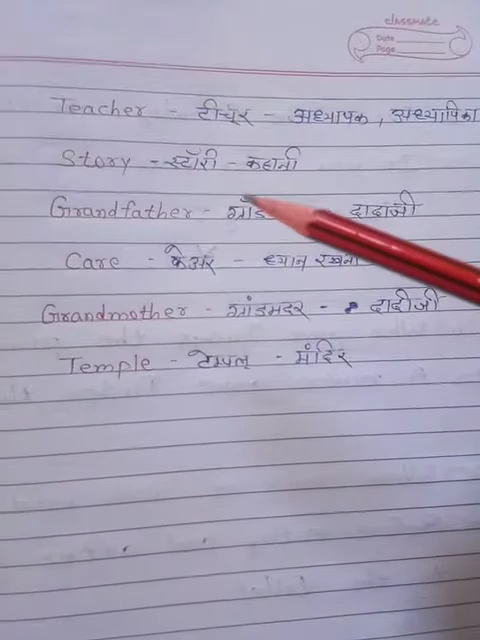 classmate
Date
Page
Teacher - टीचर - अध्यापक, अध्यापिका
Story - स्टॉरी - कहानी
Grandfather - दादाजी
Care - केअर - ध्यान रखना
Grandmother - ग्रांडमदर - दादीजी
Temple - टेम्पल - मंदिर